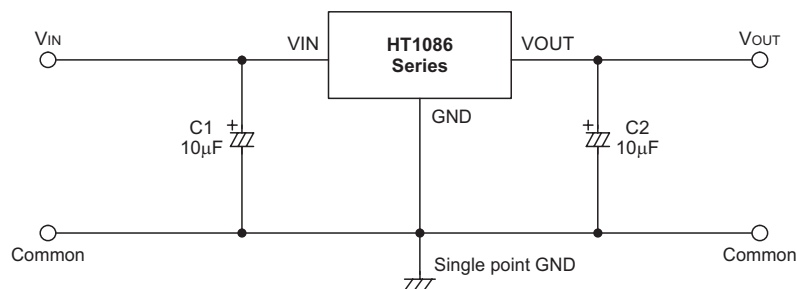 VIN
VIN
HT1086
Series
VOUT
VOUT
GND
C1
10μF
+
+
C2
10μF
Common
Single point GND
Common